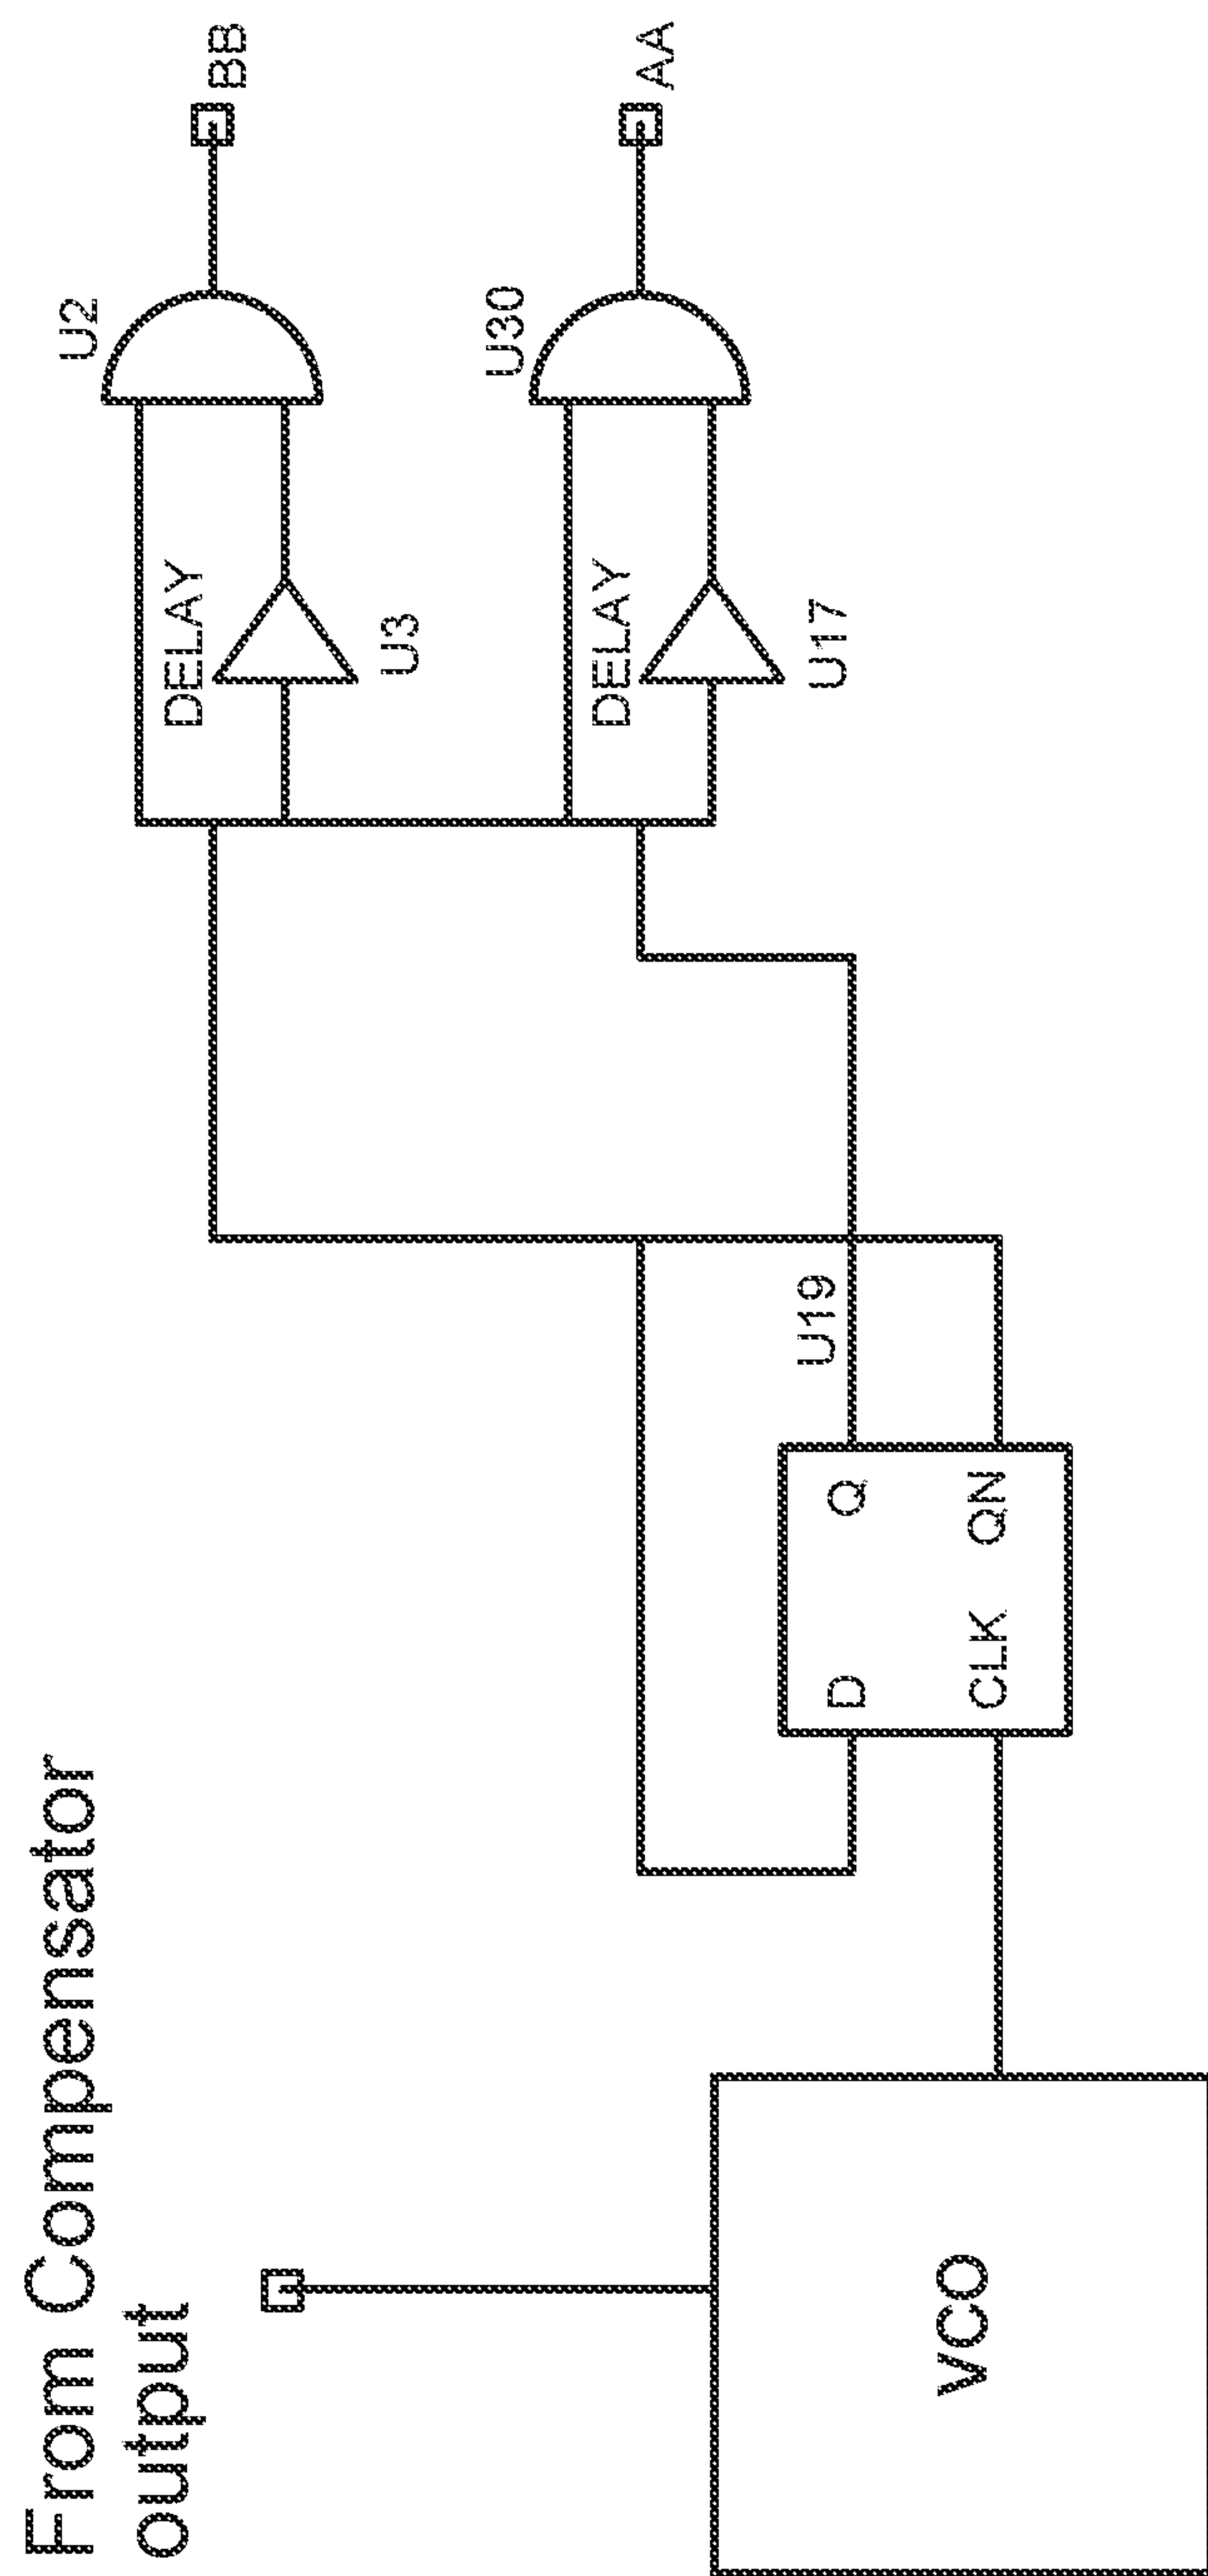 From Compensator
output
VCO
D
Q
CLK
QN
U19
DELAY
U3
U2
BB
DELAY
U17
U30
AA